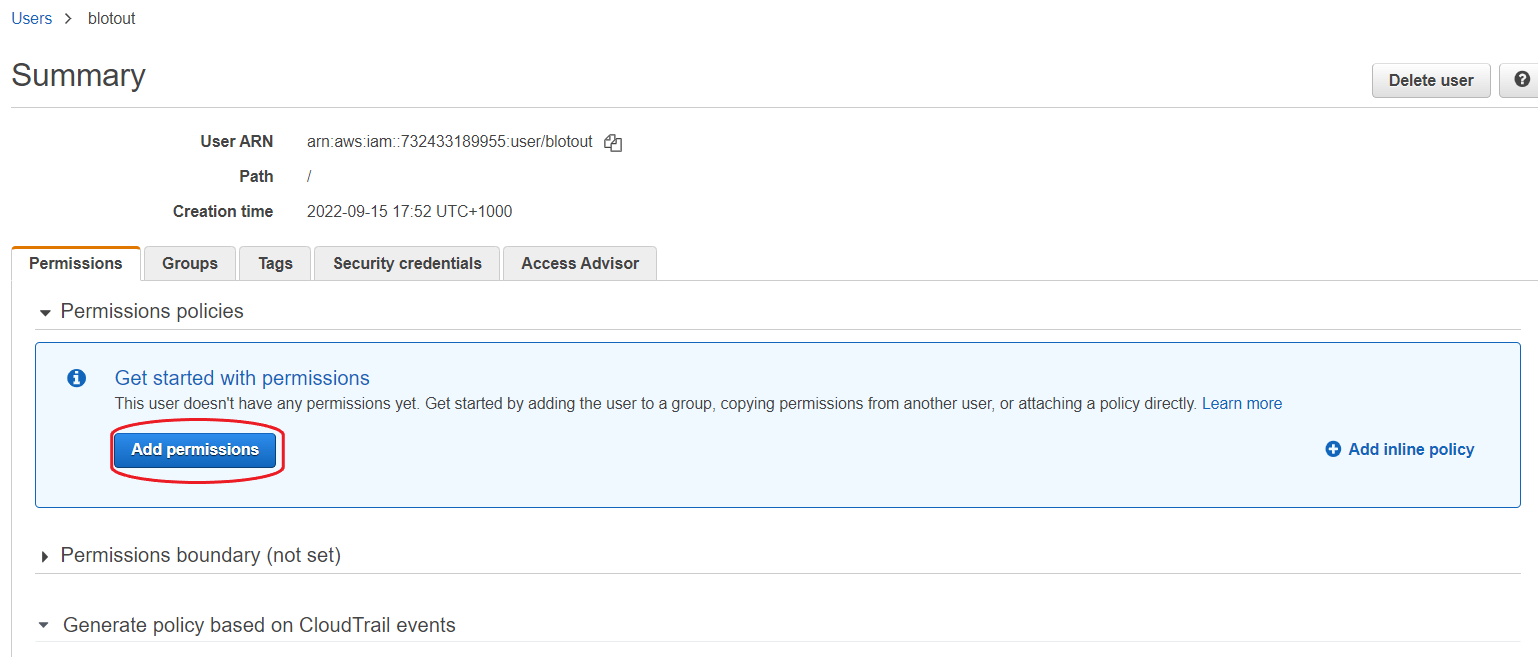 Users > blotout
Summary
Delete user
?
User ARN arn:aws:iam::732433189955:user/blotout
Path /
Creation time 2022-09-15 17:52 UTC+1000
Permissions Groups Tags Security credentials Access Advisor
Permissions policies
Get started with permissions
This user doesn't have any permissions yet. Get started by adding the user to a group, copying permissions from another user, or attaching a policy directly. Learn more
Add permissions Add inline policy
Permissions boundary (not set)
Generate policy based on CloudTrail events